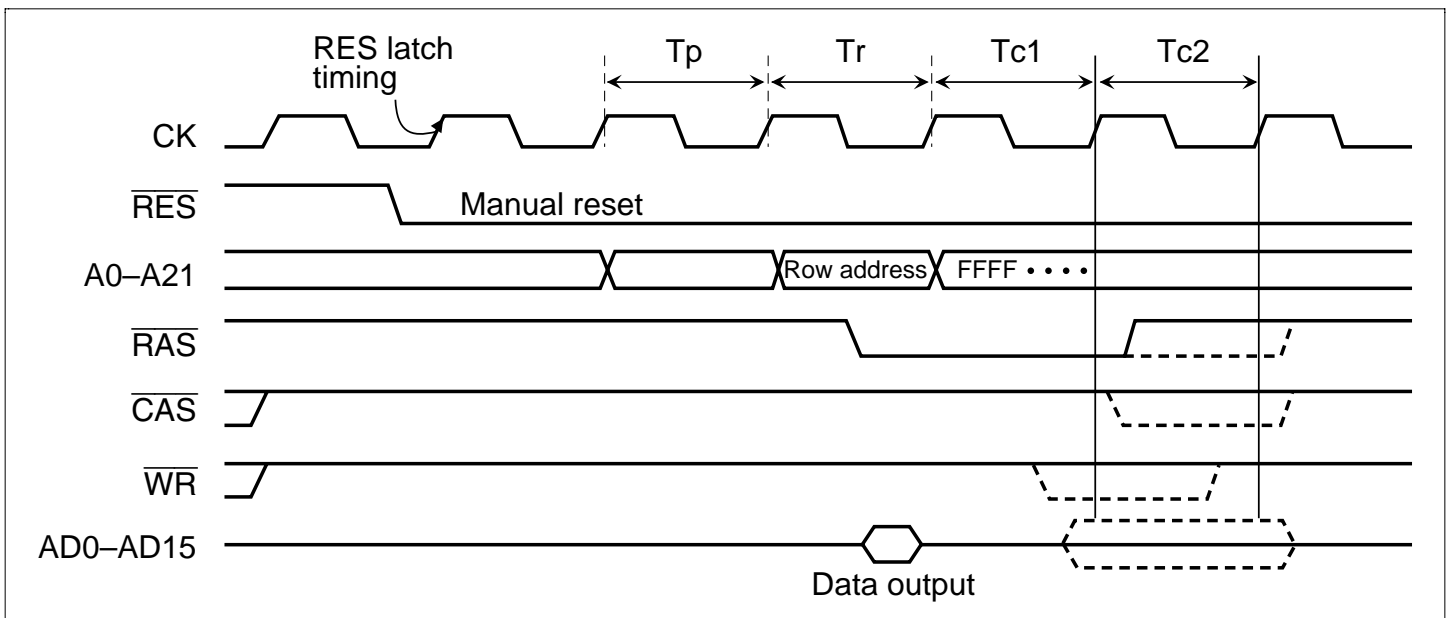 RES latch
timing
Tp
Tr
Tc1
Tc2
CK
RES
Manual reset
A0–A21
Row address
FFFF • • • •
RAS
CAS
WR
AD0–AD15
Data output